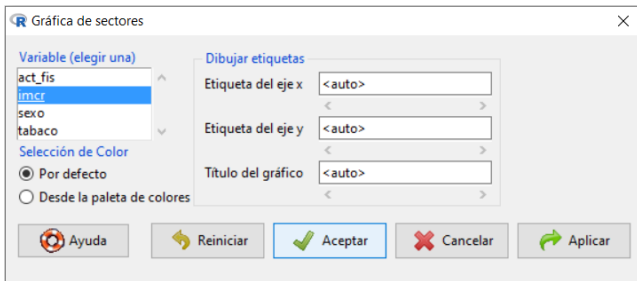 Gráfica de sectores
Variable (elegir una)
act_fis
imcr
sexo
tabaco
Selección de Color
Por defecto
Desde la paleta de colores
Dibujar etiquetas
Etiqueta del eje x <auto>
Etiqueta del eje y <auto>
Título del gráfico <auto>
Ayuda Reiniciar Aceptar Cancelar Aplicar